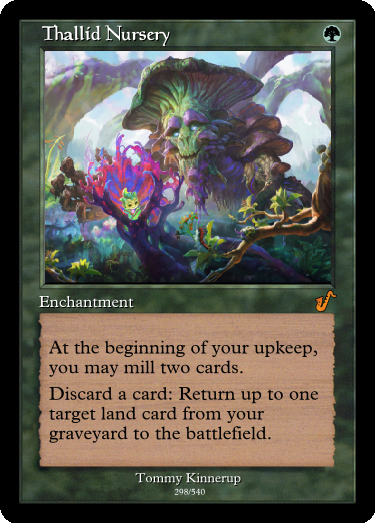 Thallid Nursery
Enchantment
At the beginning of your upkeep,
you may mill two cards.
Discard a card: Return up to one
target land card from your
graveyard to the battlefield.
Tommy Kinnerup
298/540